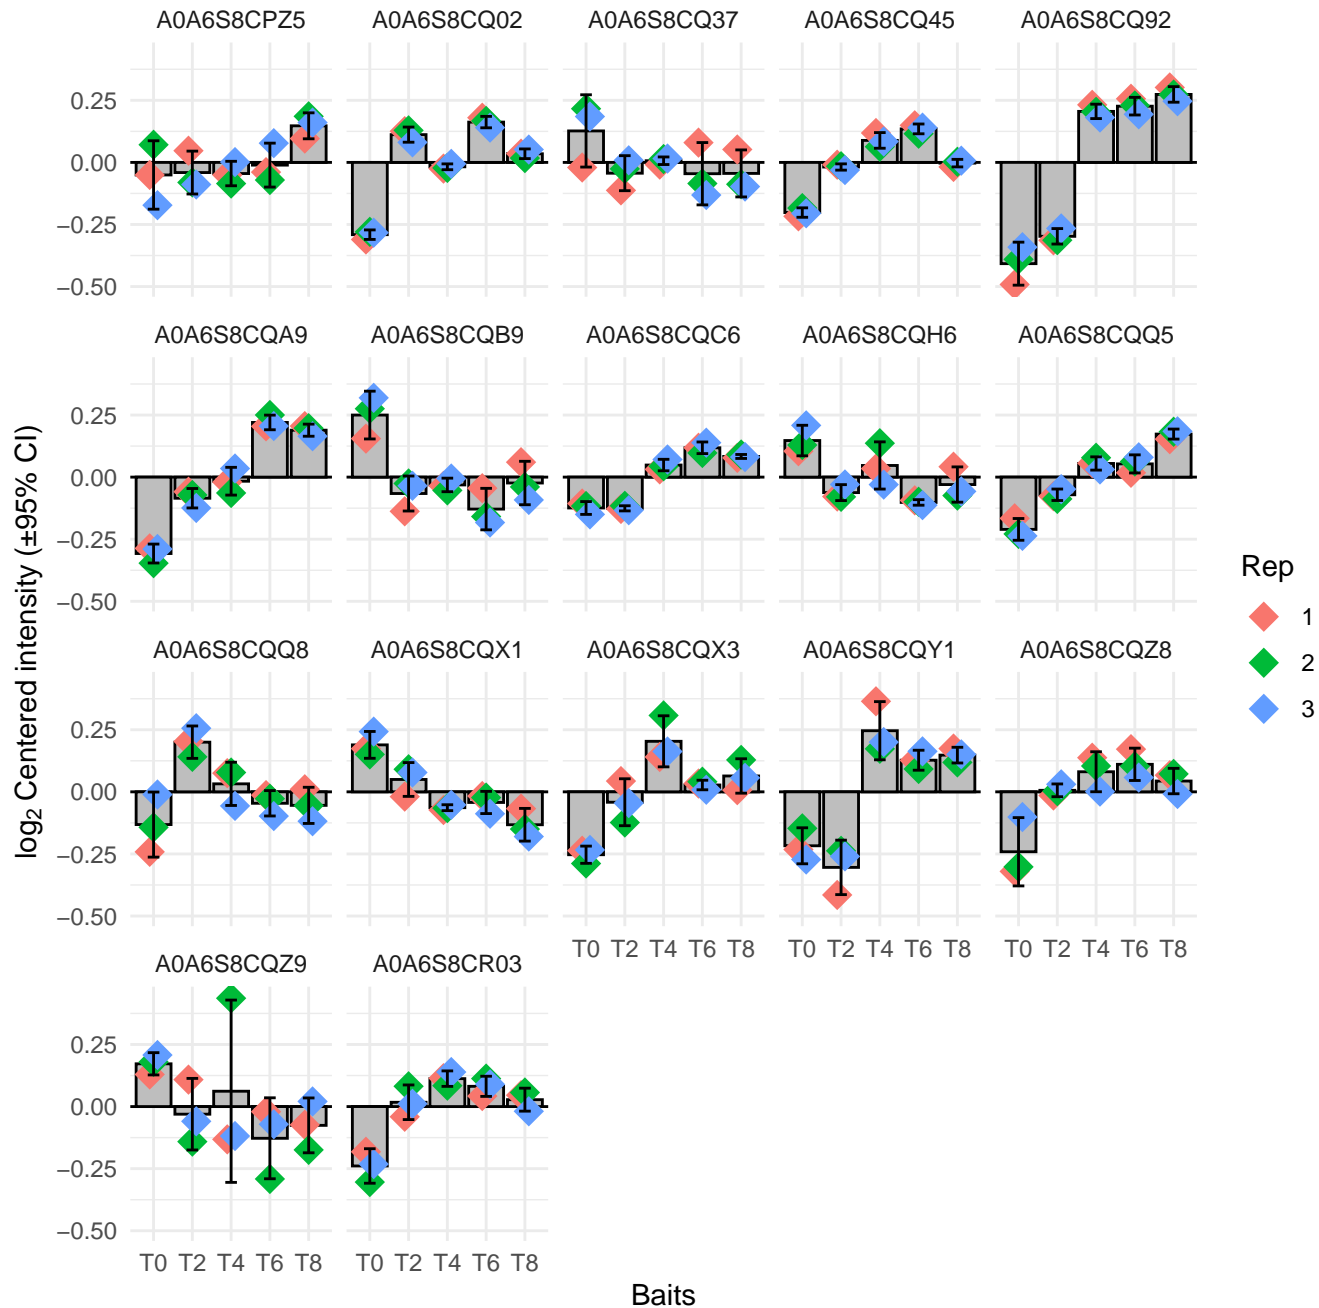 A0A6S8CPZ5 A0A6S8CQ02 A0A6S8CQ37 A0A6S8CQ45 A0A6S8CQ92
0.25
0.00
−0.25
−0.50
A0A6S8CQA9 A0A6S8CQB9 A0A6S8CQC6 A0A6S8CQH6 A0A6S8CQQ5
0.25
0.00
−0.25
−0.50
A0A6S8CQQ8 A0A6S8CQX1 A0A6S8CQX3 A0A6S8CQY1 A0A6S8CQZ8
0.25
0.00
−0.25
−0.50
T0 T2 T4 T6 T8 T0 T2 T4 T6 T8 T0 T2 T4 T6 T8
A0A6S8CQZ9 A0A6S8CR03
0.25
0.00
−0.25
−0.50
T0 T2 T4 T6 T8 T0 T2 T4 T6 T8
Baits
log₂ Centered intensity (±95% CI)
Rep
1
2
3